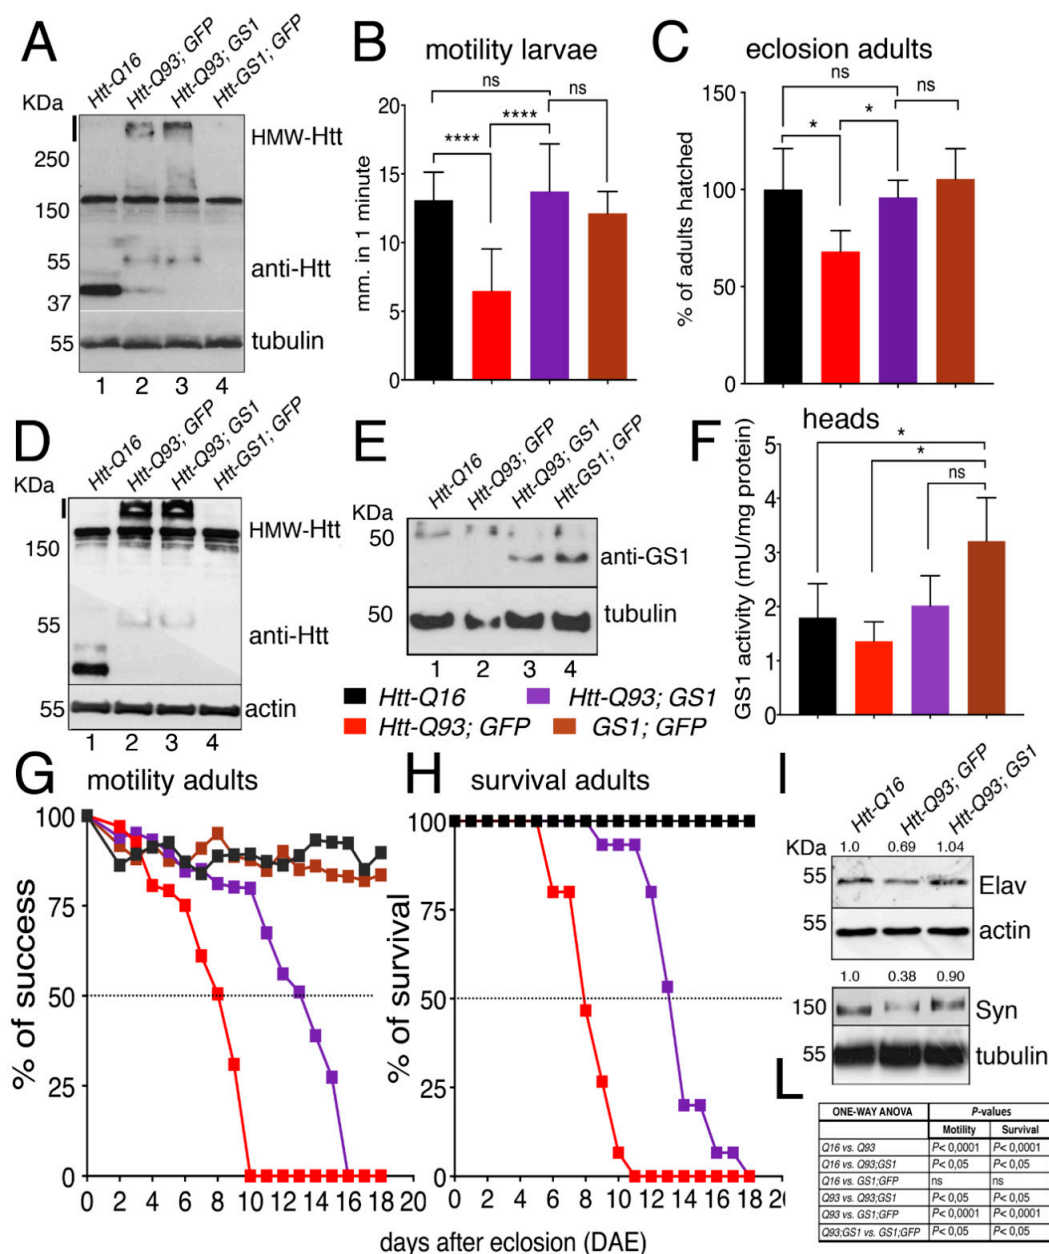 A
Htt-Q16
Htt-Q93; GFP
Htt-Q93; GS1
Htt-GS1; GFP
KDa
250
150
55
37
55
HMW-Htt
anti-Htt
tubulin
1 2 3 4
B
motility larvae
ns
ns
**** ****
mm. in 1 minute
20
15
10
5
0
C
eclosion adults
ns
ns
* *
% of adults hatched
150
100
50
0
D
Htt-Q16
Htt-Q93; GFP
Htt-Q93; GS1
Htt-GS1; GFP
KDa
150
55
55
HMW-Htt
anti-Htt
actin
1 2 3 4
E
Htt-Q16
Htt-Q93; GFP
Htt-Q93; GS1
Htt-GS1; GFP
KDa
50
50
anti-GS1
tubulin
1 2 3 4
F
heads
*
*
ns
GS1 activity (mU/mg protein)
5
4
3
2
1
0
Htt-Q16 Htt-Q93; GS1
Htt-Q93; GFP GS1; GFP
G
motility adults
% of success
100
75
50
25
0
0 2 4 6 8 10 12 14 16 18 20
H
survival adults
% of survival
100
75
50
25
0
0 2 4 6 8 10 12 14 16 18 20
days after eclosion (DAE)
I
Htt-Q16
Htt-Q93; GFP
Htt-Q93; GS1
KDa
1.0 0.69 1.04
55 Elav
55 actin
1.0 0.38 0.90
150 Syn
55 tubulin
L
ONE-WAY ANOVA P-values
Motility Survival
Q16 vs. Q93 P< 0,0001 P< 0,0001
Q16 vs. Q93;GS1 P< 0,05 P< 0,05
Q16 vs. GS1;GFP ns ns
Q93 vs. Q93;GS1 P< 0,05 P< 0,05
Q93 vs. GS1;GFP P< 0,0001 P< 0,0001
Q93;GS1 vs. GS1;GFP P< 0,05 P< 0,05